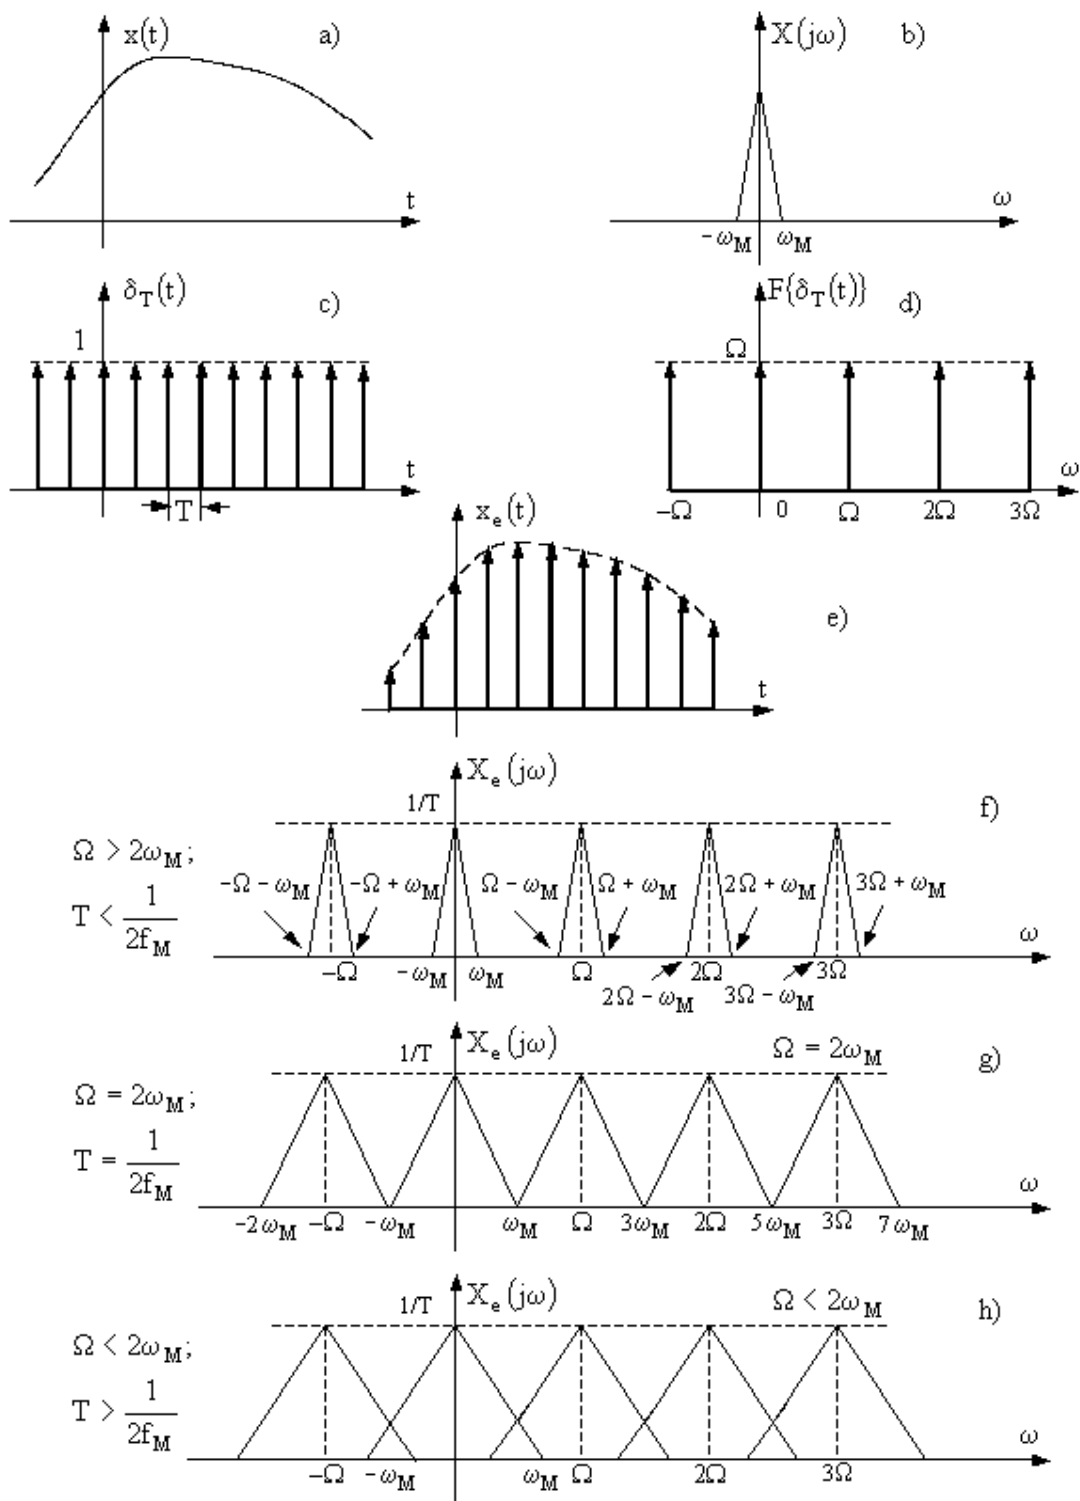 x(t)
a)
t
X(jω)
b)
ω
-ω_M
ω_M
δ_T(t)
c)
1
t
T
F{δ_T(t)}
d)
Ω
ω
-Ω
0
Ω
2Ω
3Ω
x_e(t)
e)
t
X_e(jω)
f)
1/T
Ω > 2ω_M;
T < 1/2f_M
-Ω - ω_M
-Ω + ω_M
Ω - ω_M
Ω + ω_M
2Ω + ω_M
3Ω + ω_M
ω
-Ω
-ω_M
ω_M
Ω
2Ω
3Ω
2Ω - ω_M
3Ω - ω_M
X_e(jω)
Ω = 2ω_M
g)
1/T
Ω = 2ω_M;
T = 1/2f_M
ω
-2ω_M
-Ω
-ω_M
ω_M
Ω
3ω_M
2Ω
5ω_M
3Ω
7ω_M
X_e(jω)
Ω < 2ω_M
h)
1/T
Ω < 2ω_M;
T > 1/2f_M
ω
-Ω
-ω_M
ω_M
Ω
2Ω
3Ω